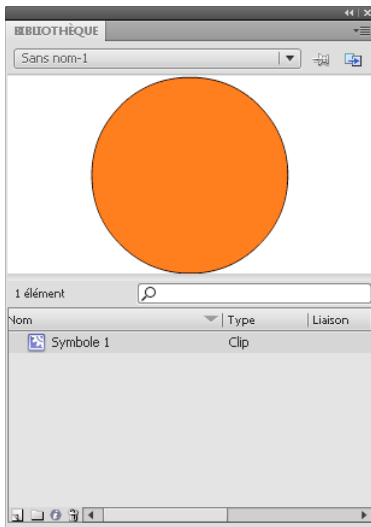 BIBLIOTHÈQUE
Sans nom-1
1 élément
Nom Type Liaison
Symbole 1 Clip